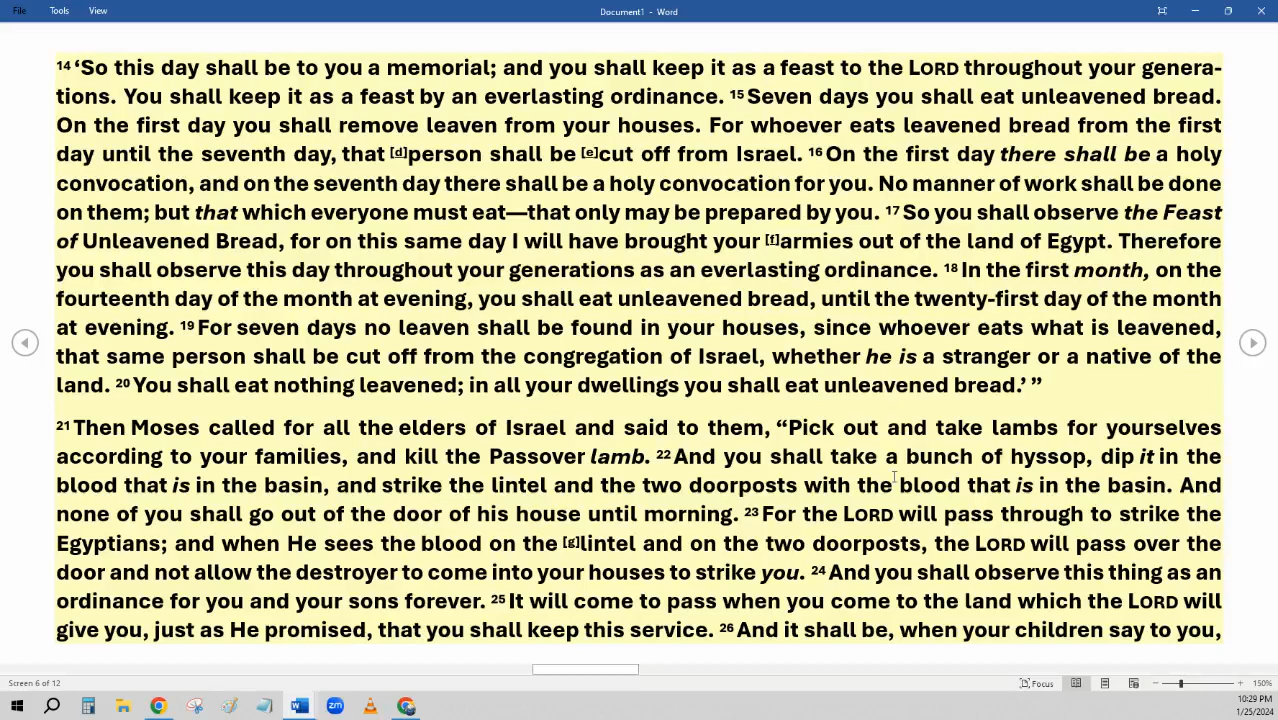 File Tools View Document1 - Word
14 ‘So this day shall be to you a memorial; and you shall keep it as a feast to the LORD throughout your genera-
tions. You shall keep it as a feast by an everlasting ordinance. 15 Seven days you shall eat unleavened bread.
On the first day you shall remove leaven from your houses. For whoever eats leavened bread from the first
day until the seventh day, that [d]person shall be [e]cut off from Israel. 16 On the first day there shall be a holy
convocation, and on the seventh day there shall be a holy convocation for you. No manner of work shall be done
on them; but that which everyone must eat—that only may be prepared by you. 17 So you shall observe the Feast
of Unleavened Bread, for on this same day I will have brought your [f]armies out of the land of Egypt. Therefore
you shall observe this day throughout your generations as an everlasting ordinance. 18 In the first month, on the
fourteenth day of the month at evening, you shall eat unleavened bread, until the twenty-first day of the month
at evening. 19 For seven days no leaven shall be found in your houses, since whoever eats what is leavened,
that same person shall be cut off from the congregation of Israel, whether he is a stranger or a native of the
land. 20 You shall eat nothing leavened; in all your dwellings you shall eat unleavened bread.’ ”
21 Then Moses called for all the elders of Israel and said to them, “Pick out and take lambs for yourselves
according to your families, and kill the Passover lamb. 22 And you shall take a bunch of hyssop, dip it in the
blood that is in the basin, and strike the lintel and the two doorposts with the blood that is in the basin. And
none of you shall go out of the door of his house until morning. 23 For the LORD will pass through to strike the
Egyptians; and when He sees the blood on the [g]lintel and on the two doorposts, the LORD will pass over the
door and not allow the destroyer to come into your houses to strike you. 24 And you shall observe this thing as an
ordinance for you and your sons forever. 25 It will come to pass when you come to the land which the LORD will
give you, just as He promised, that you shall keep this service. 26 And it shall be, when your children say to you,
Screen 6 of 12 Focus 150%
zm 10:29 PM
1/25/2024